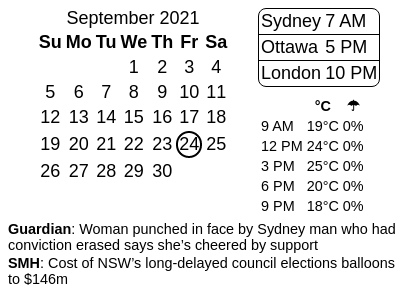 September 2021
Su Mo Tu We Th Fr Sa
1 2 3 4
5 6 7 8 9 10 11
12 13 14 15 16 17 18
19 20 21 22 23 24 25
26 27 28 29 30
Sydney 7 AM
Ottawa 5 PM
London 10 PM
°C ☂
9 AM 19°C 0%
12 PM 24°C 0%
3 PM 25°C 0%
6 PM 20°C 0%
9 PM 18°C 0%
Guardian: Woman punched in face by Sydney man who had
conviction erased says she’s cheered by support
SMH: Cost of NSW’s long-delayed council elections balloons
to $146m